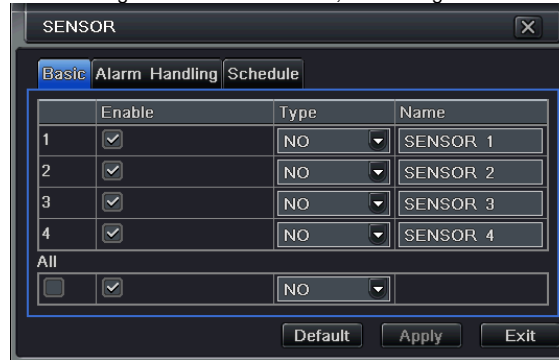 SENSOR
Basic Alarm Handling Schedule
Enable Type Name
1 NO SENSOR 1
2 NO SENSOR 2
3 NO SENSOR 3
4 NO SENSOR 4
All
NO
Default Apply Exit